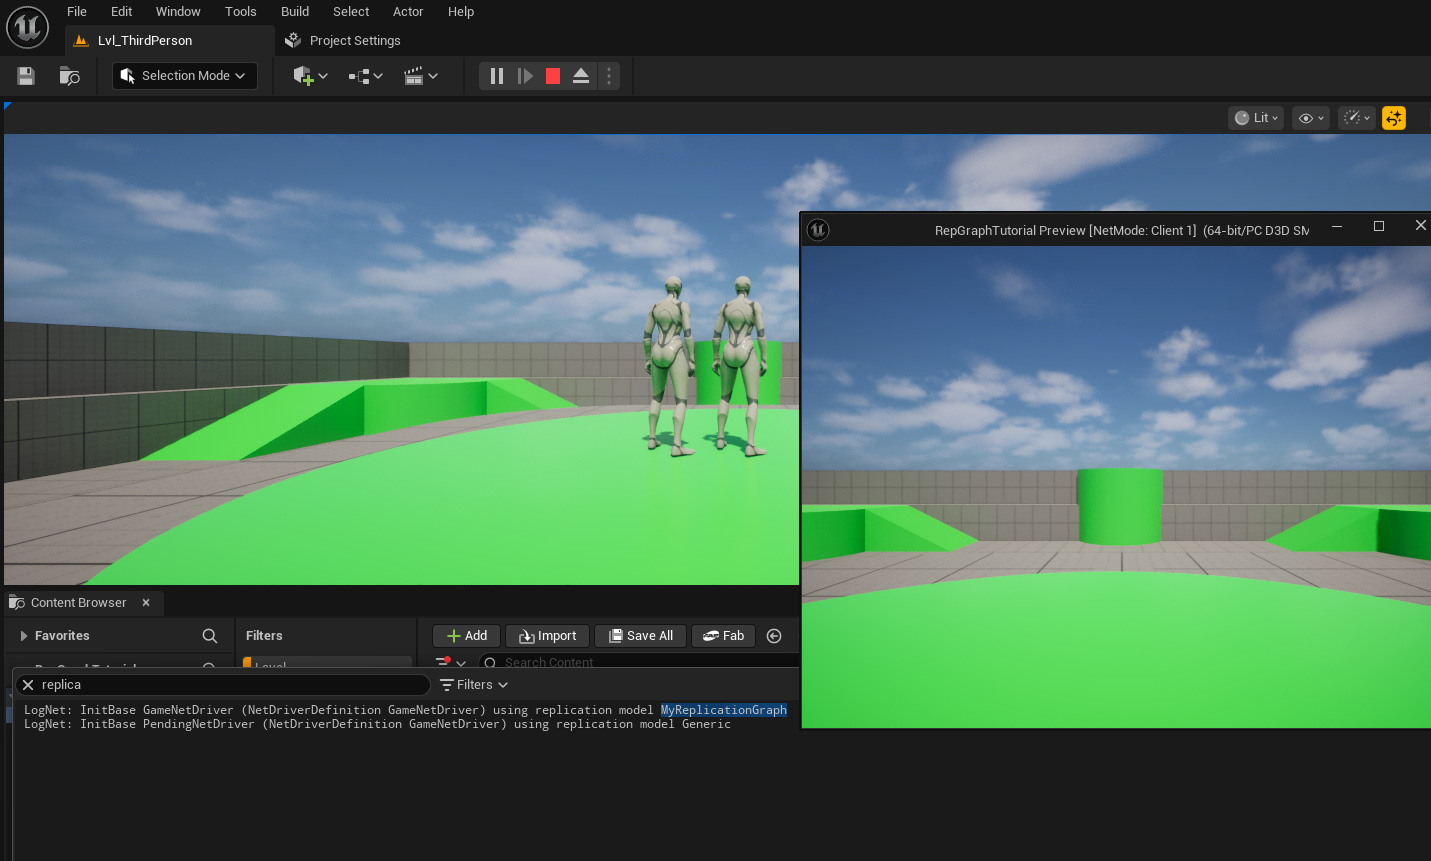 File Edit Window Tools Build Select Actor Help
Lvl_ThirdPerson
Project Settings
Selection Mode
Lit
RepGraphTutorial Preview [NetMode: Client 1] (64-bit/PC D3D SM
Content Browser
Favorites
Filters
Add
Import
Save All
Fab
Level
Search Content
replica
Filters
LogNet: InitBase GameNetDriver (NetDriverDefinition GameNetDriver) using replication model MyReplicationGraph
LogNet: InitBase PendingNetDriver (NetDriverDefinition GameNetDriver) using replication model Generic